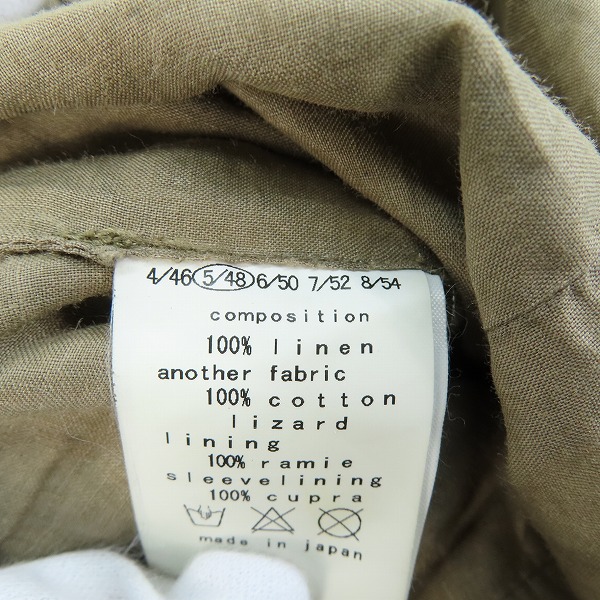 4/46 5/48 6/50 7/52 8/54
composition
100% linen
another fabric
100% cotton
lizard
lining
100% ramie
sleevelining
100% cupra
made in japan